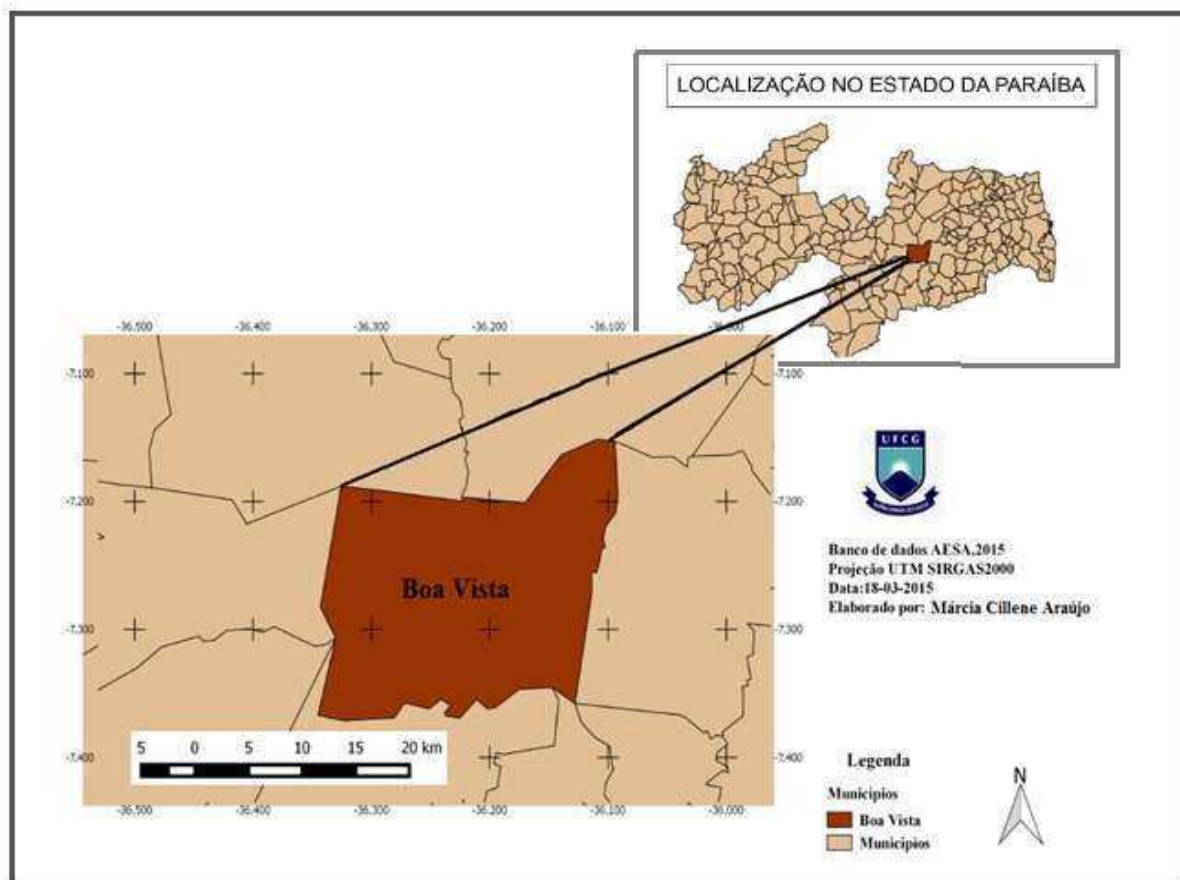 LOCALIZAÇÃO NO ESTADO DA PARAÍBA
-36.500 -36.400 -36.300 -36.200 -36.100
-7.100 -7.100
-7.200 -7.200
Boa Vista
-7.300 -7.300
-7.400 -7.400
5 0 5 10 15 20 km
-36.500 -36.400 -36.300 -36.200 -36.100 -36.000
UFCG
Banco de dados AESA,2015
Projeção UTM SIRGAS2000
Data:18-03-2015
Elaborado por: Márcia Cillene Araújo
Legenda
Municípios
Boa Vista
Municípios
N